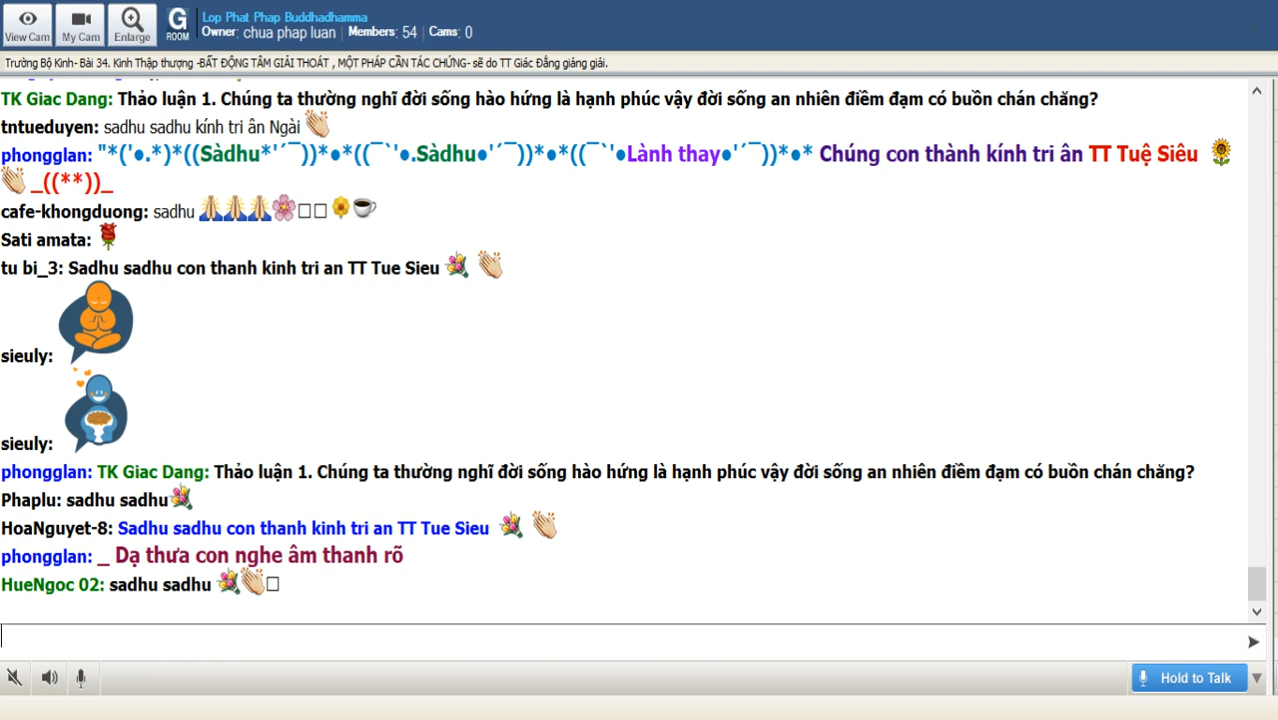 View Cam
My Cam
Enlarge
G
ROOM
Lop Phat Phap Buddhadhamma
Owner: chua phap luan | Members: 54 | Cams: 0
Trường Bộ Kinh- Bài 34. Kinh Thập thượng -BẤT ĐỘNG TÂM GIẢI THOÁT , MỘT PHÁP CẦN TÁC CHỨNG- sẽ do TT Giác Đẳng giảng giải.
TK Giac Dang: Thảo luận 1. Chúng ta thường nghĩ đời sống hào hứng là hạnh phúc vậy đời sống an nhiên điềm đạm có buồn chán chăng?
tntueduyen: sadhu sadhu kính tri ân Ngài 👏
phongglan: "*('●.*)*((Sàdhu*'´¯))*●*((¯`'●.Sàdhu●'´¯))*●*((¯`'●Lành thay●'´¯))*●* Chúng con thành kính tri ân TT Tuệ Siêu 🌻
👏 _((**))_
cafe-khongduong: sadhu 🙏🙏🙏🌸□□ 🌼☕
Sati amata: 🌹
tu bi_3: Sadhu sadhu con thanh kinh tri an TT Tue Sieu 💐 👏
sieuly:
sieuly:
phongglan: TK Giac Dang: Thảo luận 1. Chúng ta thường nghĩ đời sống hào hứng là hạnh phúc vậy đời sống an nhiên điềm đạm có buồn chán chăng?
Phaplu: sadhu sadhu💐
HoaNguyet-8: Sadhu sadhu con thanh kinh tri an TT Tue Sieu 💐 👏
phongglan: _ Dạ thưa con nghe âm thanh rõ
HueNgoc 02: sadhu sadhu 💐👏□
Hold to Talk